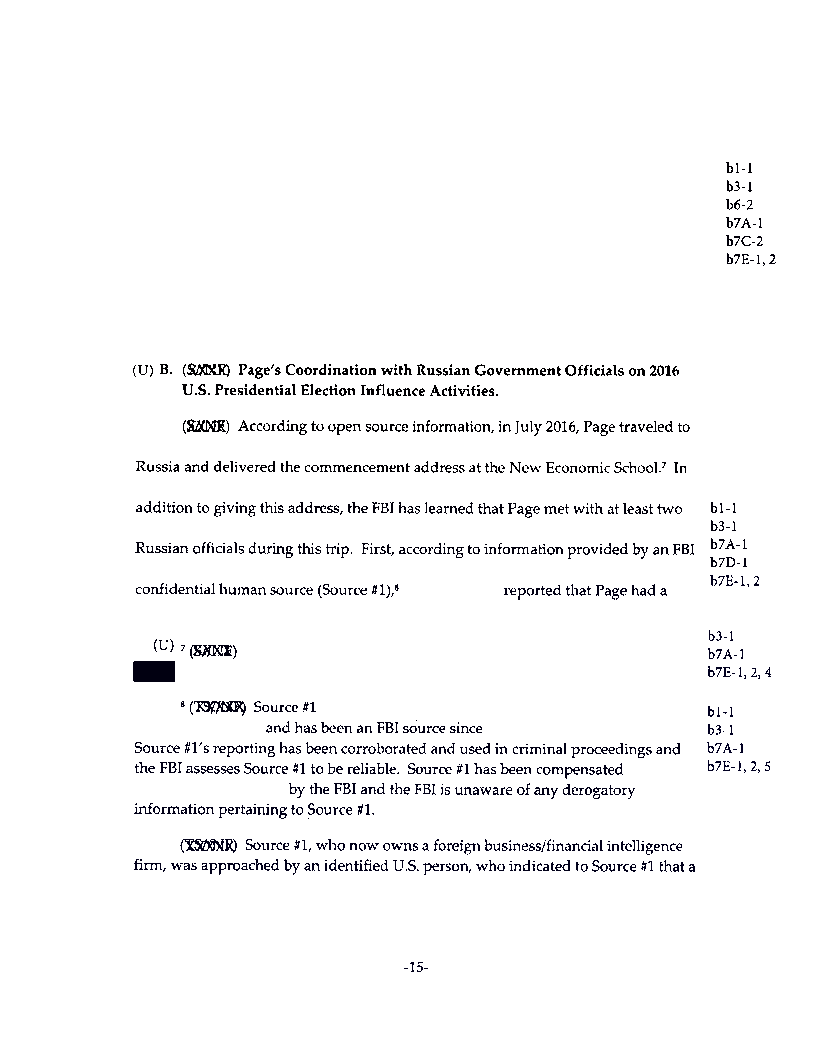 b1-1
b3-1
b6-2
b7A-1
b7C-2
b7E-1, 2
(U) B. Page's Coordination with Russian Government Officials on 2016
U.S. Presidential Election Influence Activities.
According to open source information, in July 2016, Page traveled to
Russia and delivered the commencement address at the New Economic School.7 In
addition to giving this address, the FBI has learned that Page met with at least two
b1-1
b3-1
Russian officials during this trip. First, according to information provided by an FBI
b7A-1
b7D-1
confidential human source (Source #1),8 reported that Page had a
b7E-1, 2
b3-1
(U) 7
b7A-1
b7E-1, 2, 4
8 Source #1
b1-1
and has been an FBI source since
b3-1
Source #1's reporting has been corroborated and used in criminal proceedings and
b7A-1
the FBI assesses Source #1 to be reliable. Source #1 has been compensated
b7E-1, 2, 5
by the FBI and the FBI is unaware of any derogatory
information pertaining to Source #1.
Source #1, who now owns a foreign business/financial intelligence
firm, was approached by an identified U.S. person, who indicated to Source #1 that a
-15-